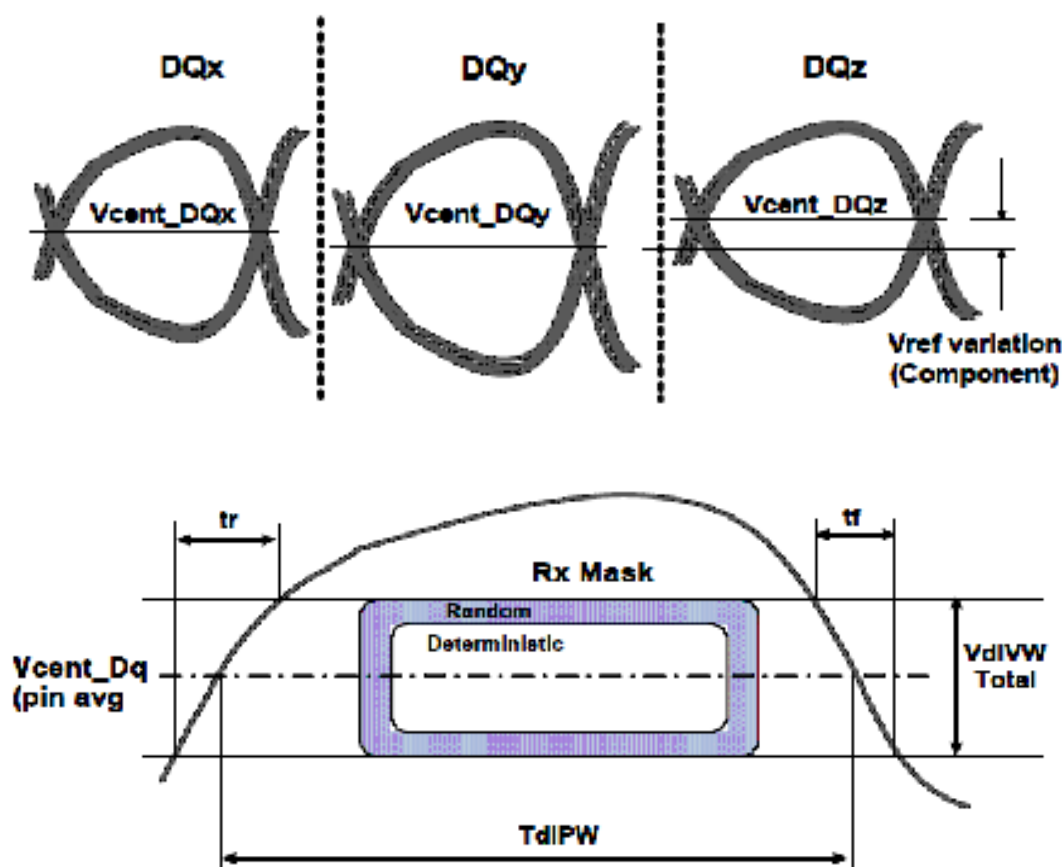 DQx
DQy
DQz
Vcent_DQx
Vcent_DQy
Vcent_DQz
Vref variation
(Component)
tr
tf
Rx Mask
Random
Deterministic
Vcent_Dq
(pin avg
VdIVW
Total
TdIPW